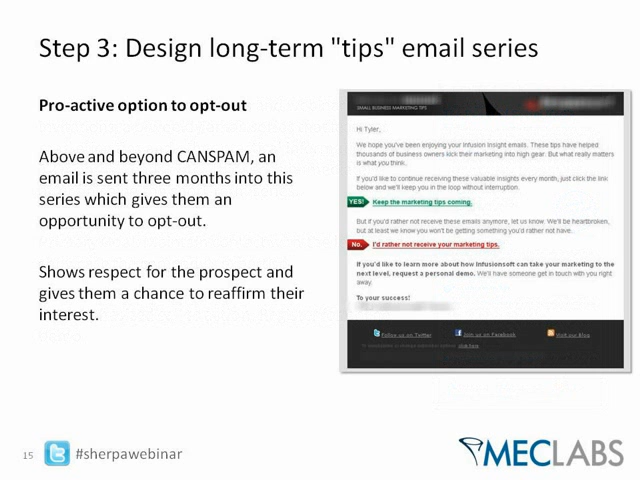 Step 3: Design long-term "tips" email series
Pro-active option to opt-out
Above and beyond CANSPAM, an
email is sent three months into this
series which gives them an
opportunity to opt-out.
Shows respect for the prospect and
gives them a chance to reaffirm their
interest.
SMALL BUSINESS MARKETING TIPS
Hi Tyler,
We hope you've been enjoying your Infusion Insight emails. These tips have helped
thousands of business owners kick their marketing into high gear. But what really matters
is what you think.
If you'd like to continue receiving these valuable insights every month, just click the link
below and we'll keep you in the loop without interruption.
YES! Keep the marketing tips coming.
But if you'd rather not receive these emails anymore, let us know. We'll be heartbroken,
but at least we know you won't be getting something you'd rather not have.
No. I'd rather not receive your marketing tips.
If you'd like to learn more about how Infusionsoft can take your marketing to the
next level, request a personal demo. We'll have someone get in touch with you right
away.
To your success!
Follow us on Twitter Join us on Facebook Visit our Blog
click here
15 #sherpawebinar
MECLABS